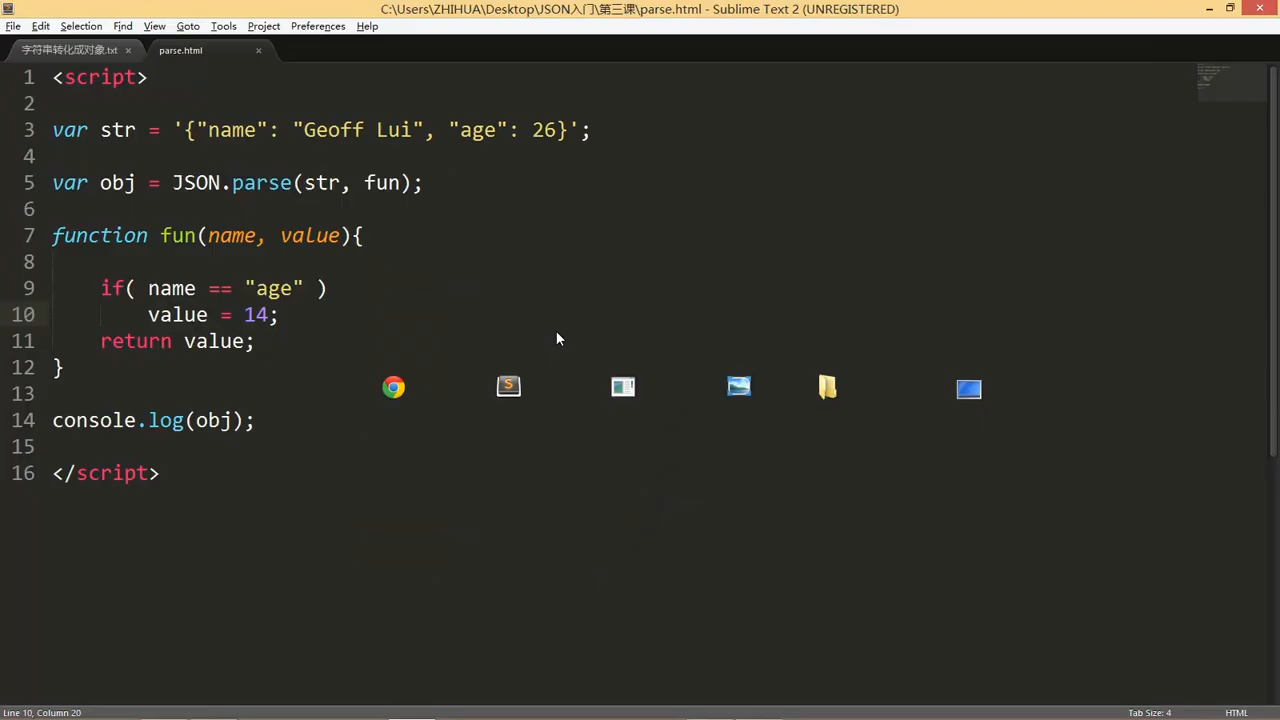 C:\Users\ZHIHUA\Desktop\JSON入门\第三课\parse.html - Sublime Text 2 (UNREGISTERED)
File Edit Selection Find View Goto Tools Project Preferences Help
字符串转化成对象.txt × parse.html ×
1 <script>
2
3 var str = '{"name": "Geoff Lui", "age": 26}';
4
5 var obj = JSON.parse(str, fun);
6
7 function fun(name, value){
8
9 if( name == "age" )
10 value = 14;
11 return value;
12 }
13
14 console.log(obj);
15
16 </script>
Line 10, Column 20 Tab Size: 4 HTML